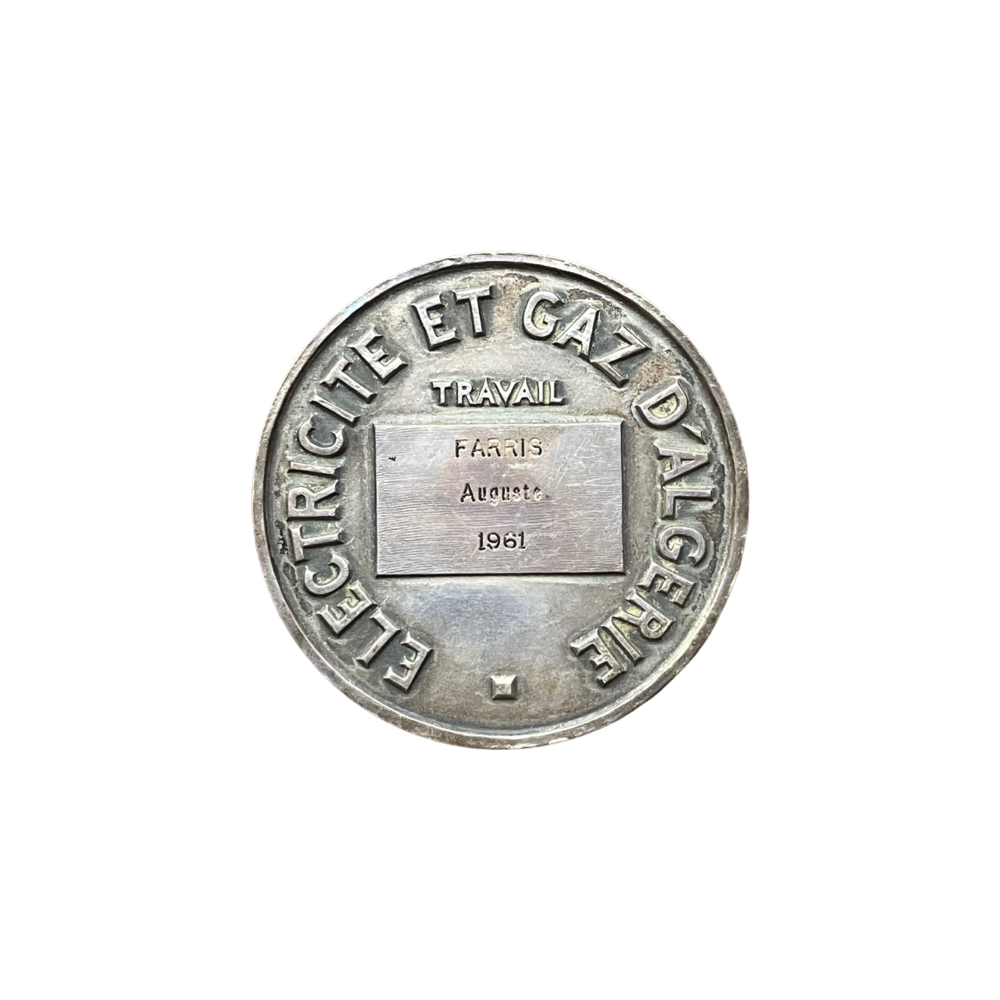 ELECTRICITE ET GAZ D'ALGERIE
TRAVAIL
FARRIS
Auguste
1961